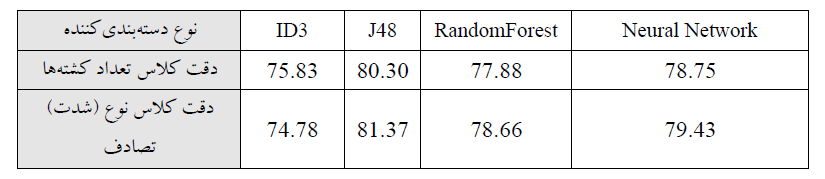 نوع دسته‌بندی‌کننده ID3 J48 RandomForest Neural Network
دقت کلاس تعداد کشته‌ها 75.83 80.30 77.88 78.75
دقت کلاس نوع (شدت)
تصادف 74.78 81.37 78.66 79.43